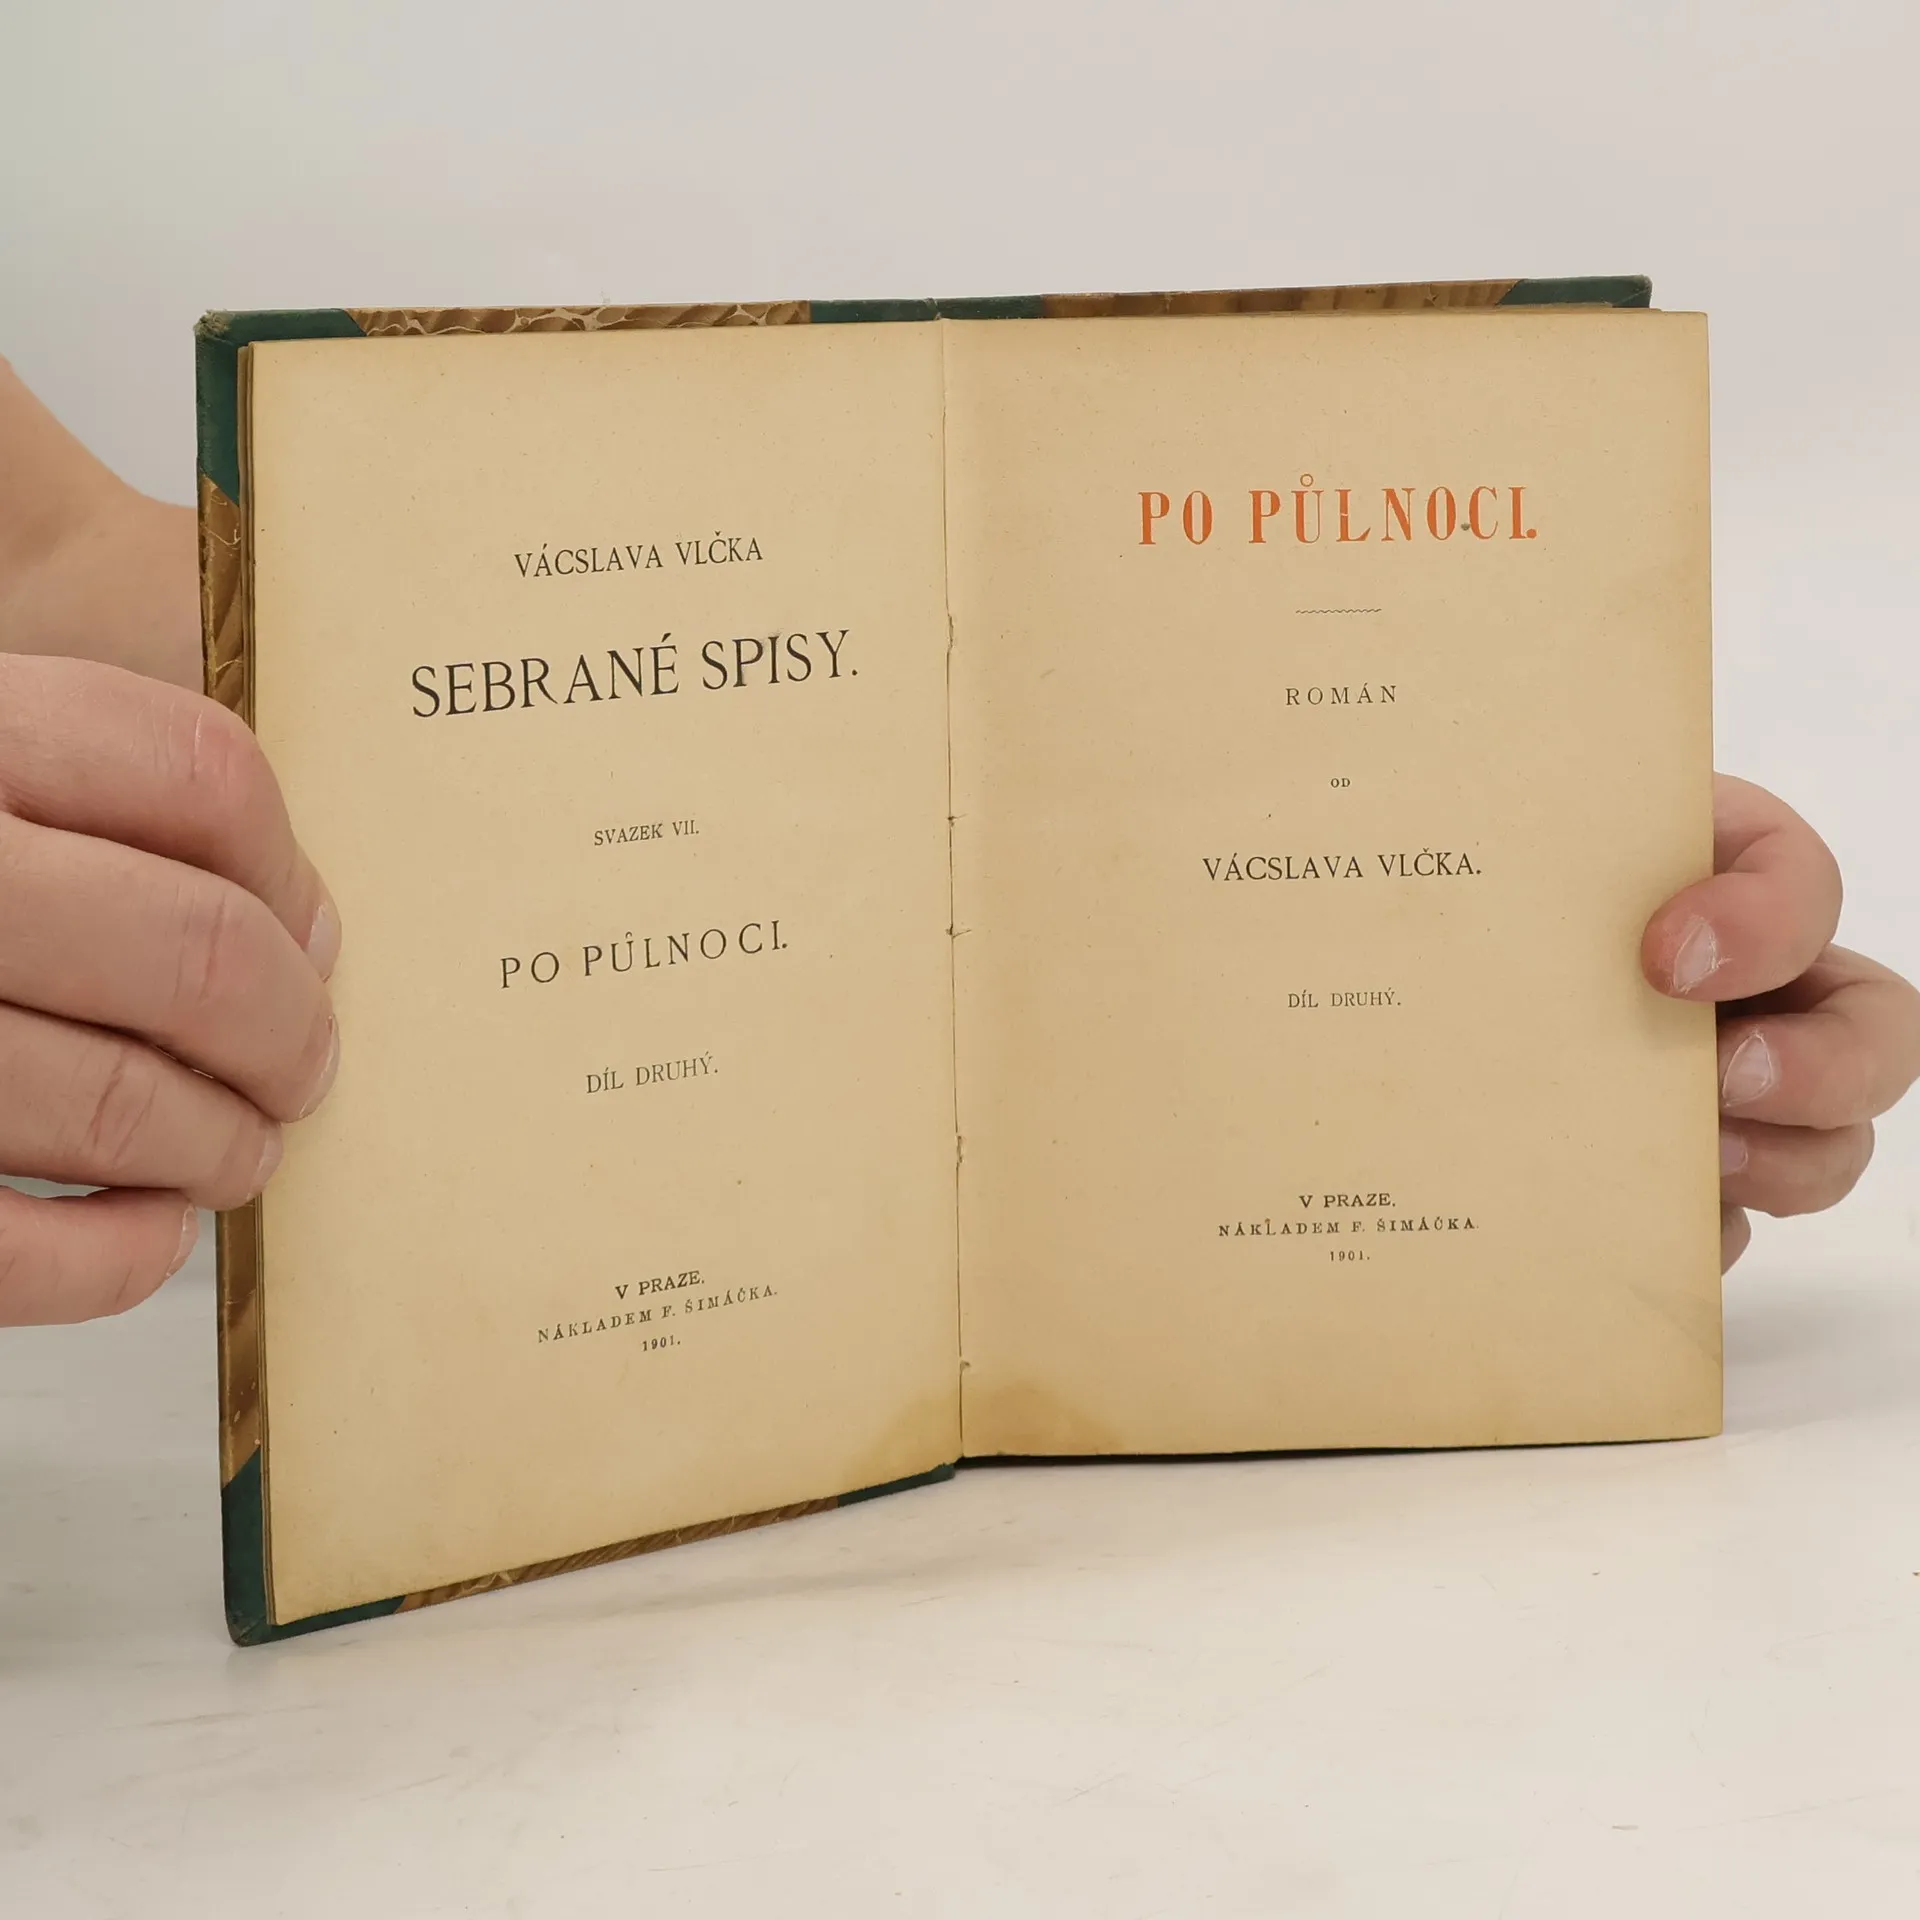 VÁCSLAVA VLČKA
SEBRANÉ SPISY.
SVAZEK VII.
PO PŮLNOCI.
DÍL DRUHÝ.
V PRAZE.
NÁKLADEM F. ŠIMÁČKA.
1901.
PO PŮLNOCI.
ROMÁN
OD
VÁCSLAVA VLČKA.
DÍL DRUHÝ.
V PRAZE.
NÁKLADEM F. ŠIMÁČKA.
1901.